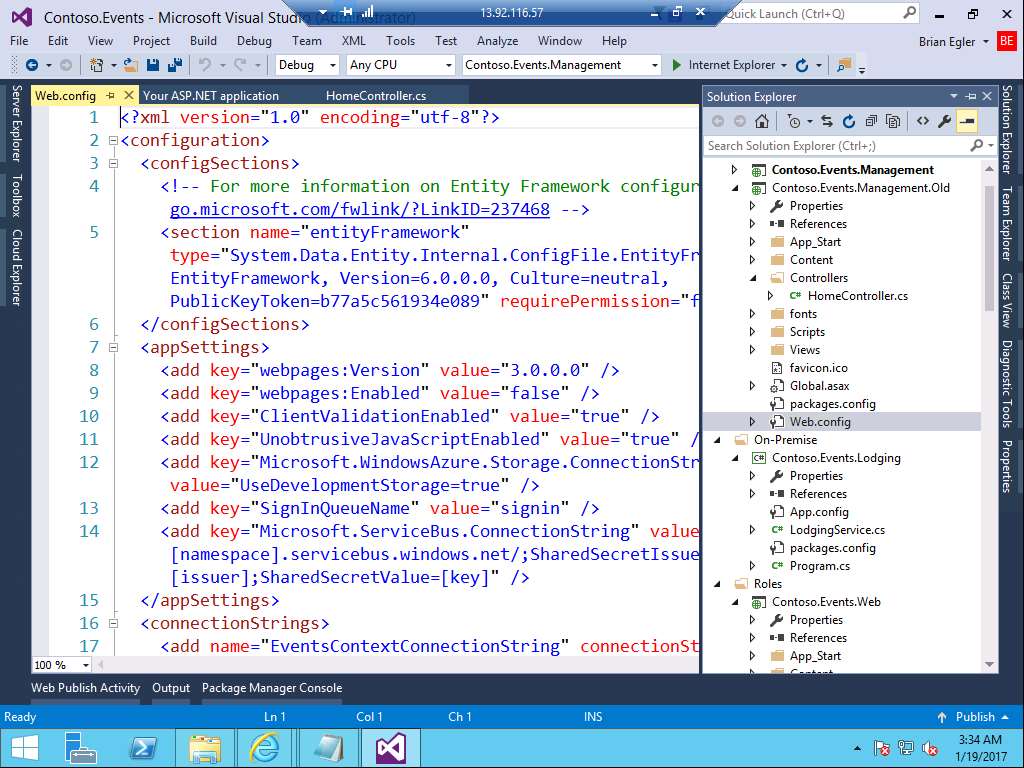 Contoso.Events - Microsoft Visual Studio (Administrator)
13.92.116.57
Quick Launch (Ctrl+Q)
File Edit View Project Build Debug Team XML Tools Test Analyze Window Help
Brian Egler
BE
Debug Any CPU Contoso.Events.Management Internet Explorer
Server Explorer
Toolbox
Cloud Explorer
Web.config Your ASP.NET application HomeController.cs
1 <?xml version="1.0" encoding="utf-8"?>
2 <configuration>
3 <configSections>
4 <!-- For more information on Entity Framework configur
go.microsoft.com/fwlink/?LinkID=237468 -->
5 <section name="entityFramework"
type="System.Data.Entity.Internal.ConfigFile.EntityFr
EntityFramework, Version=6.0.0.0, Culture=neutral,
PublicKeyToken=b77a5c561934e089" requirePermission="f
6 </configSections>
7 <appSettings>
8 <add key="webpages:Version" value="3.0.0.0" />
9 <add key="webpages:Enabled" value="false" />
10 <add key="ClientValidationEnabled" value="true" />
11 <add key="UnobtrusiveJavaScriptEnabled" value="true" /
12 <add key="Microsoft.WindowsAzure.Storage.ConnectionStr
value="UseDevelopmentStorage=true" />
13 <add key="SignInQueueName" value="signin" />
14 <add key="Microsoft.ServiceBus.ConnectionString" value
[namespace].servicebus.windows.net/;SharedSecretIssue
[issuer];SharedSecretValue=[key]" />
15 </appSettings>
16 <connectionStrings>
17 <add name="EventsContextConnectionString" connectionSt
100 %
Solution Explorer
Search Solution Explorer (Ctrl+;)
Contoso.Events.Management
Contoso.Events.Management.Old
Properties
References
App_Start
Content
Controllers
C# HomeController.cs
fonts
Scripts
Views
favicon.ico
Global.asax
packages.config
Web.config
On-Premise
C# Contoso.Events.Lodging
Properties
References
App.config
C# LodgingService.cs
packages.config
C# Program.cs
Roles
Contoso.Events.Web
Properties
References
App_Start
Content
Solution Explorer
Team Explorer
Class View
Diagnostic Tools
Properties
Web Publish Activity Output Package Manager Console
Ready Ln 1 Col 1 Ch 1 INS Publish
3:34 AM
1/19/2017